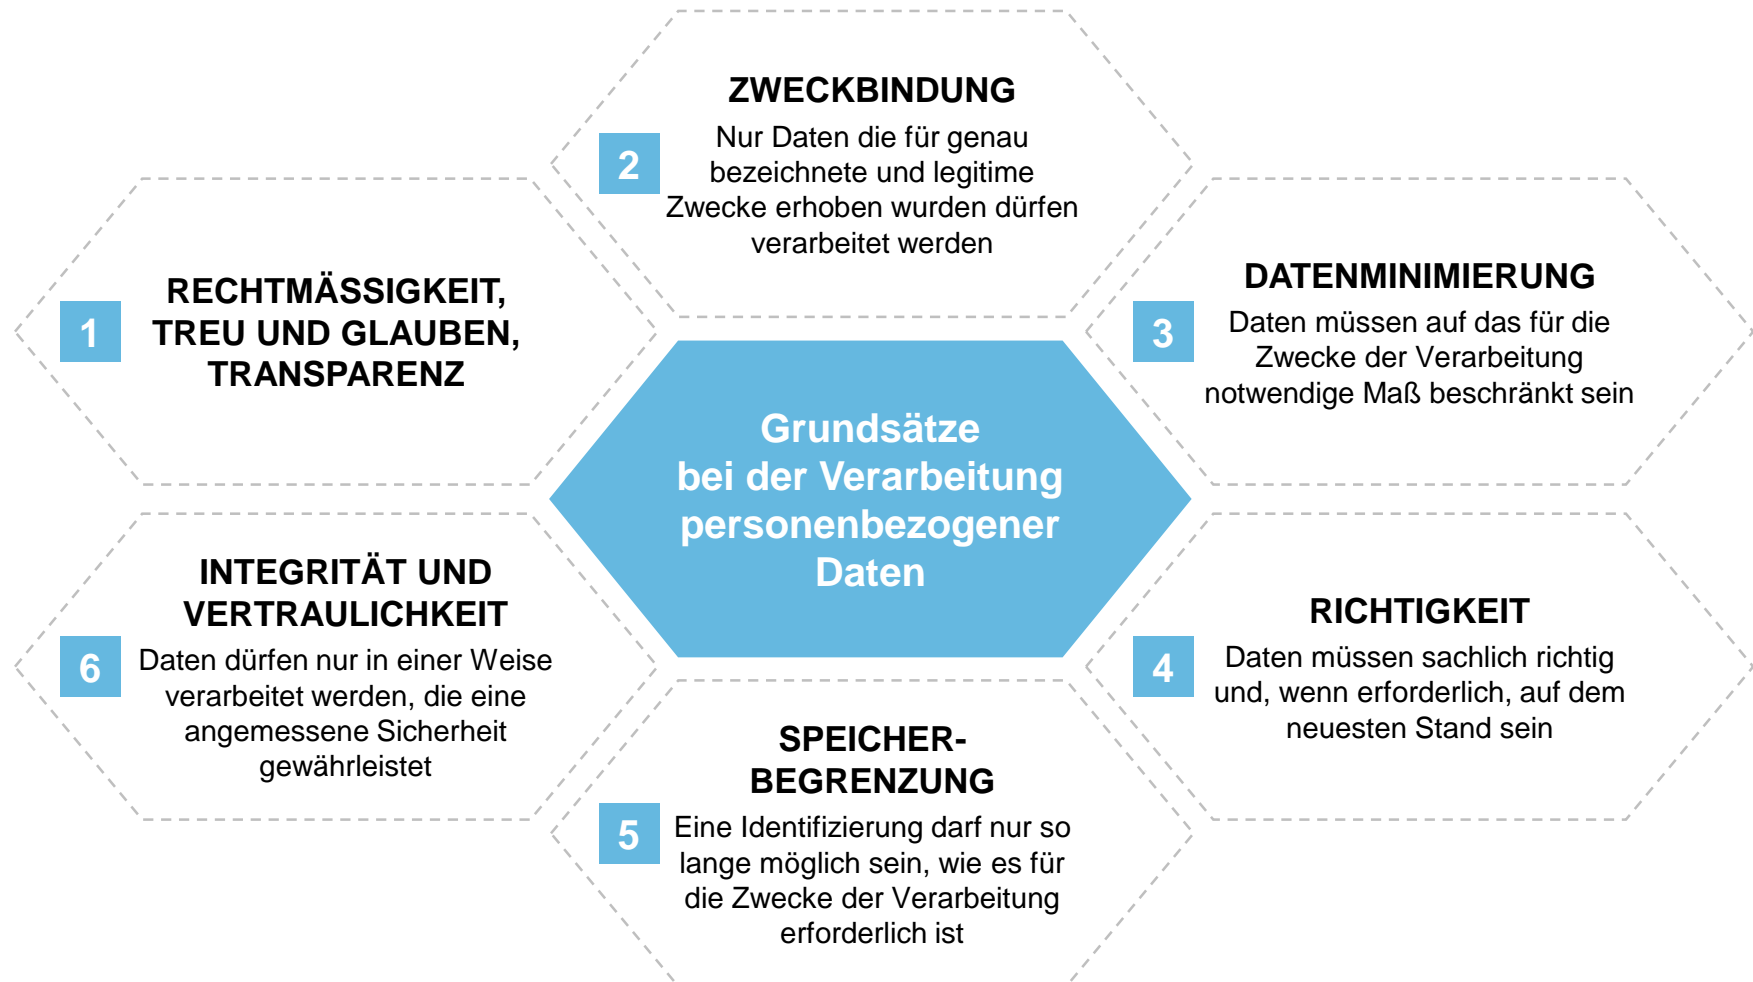 1
RECHTMÄSSIGKEIT,
TREU UND GLAUBEN,
TRANSPARENZ
2
ZWECKBINDUNG
Nur Daten die für genau
bezeichnete und legitime
Zwecke erhoben wurden dürfen
verarbeitet werden
3
DATENMINIMIERUNG
Daten müssen auf das für die
Zwecke der Verarbeitung
notwendige Maß beschränkt sein
Grundsätze
bei der Verarbeitung
personenbezogener
Daten
4
RICHTIGKEIT
Daten müssen sachlich richtig
und, wenn erforderlich, auf dem
neuesten Stand sein
5
SPEICHER-
BEGRENZUNG
Eine Identifizierung darf nur so
lange möglich sein, wie es für
die Zwecke der Verarbeitung
erforderlich ist
6
INTEGRITÄT UND
VERTRAULICHKEIT
Daten dürfen nur in einer Weise
verarbeitet werden, die eine
angemessene Sicherheit
gewährleistet